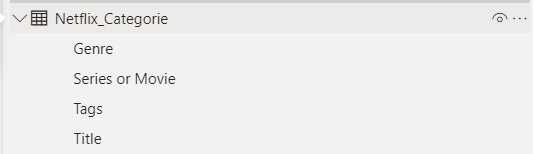 Netflix_Categorie
Genre
Series or Movie
Tags
Title